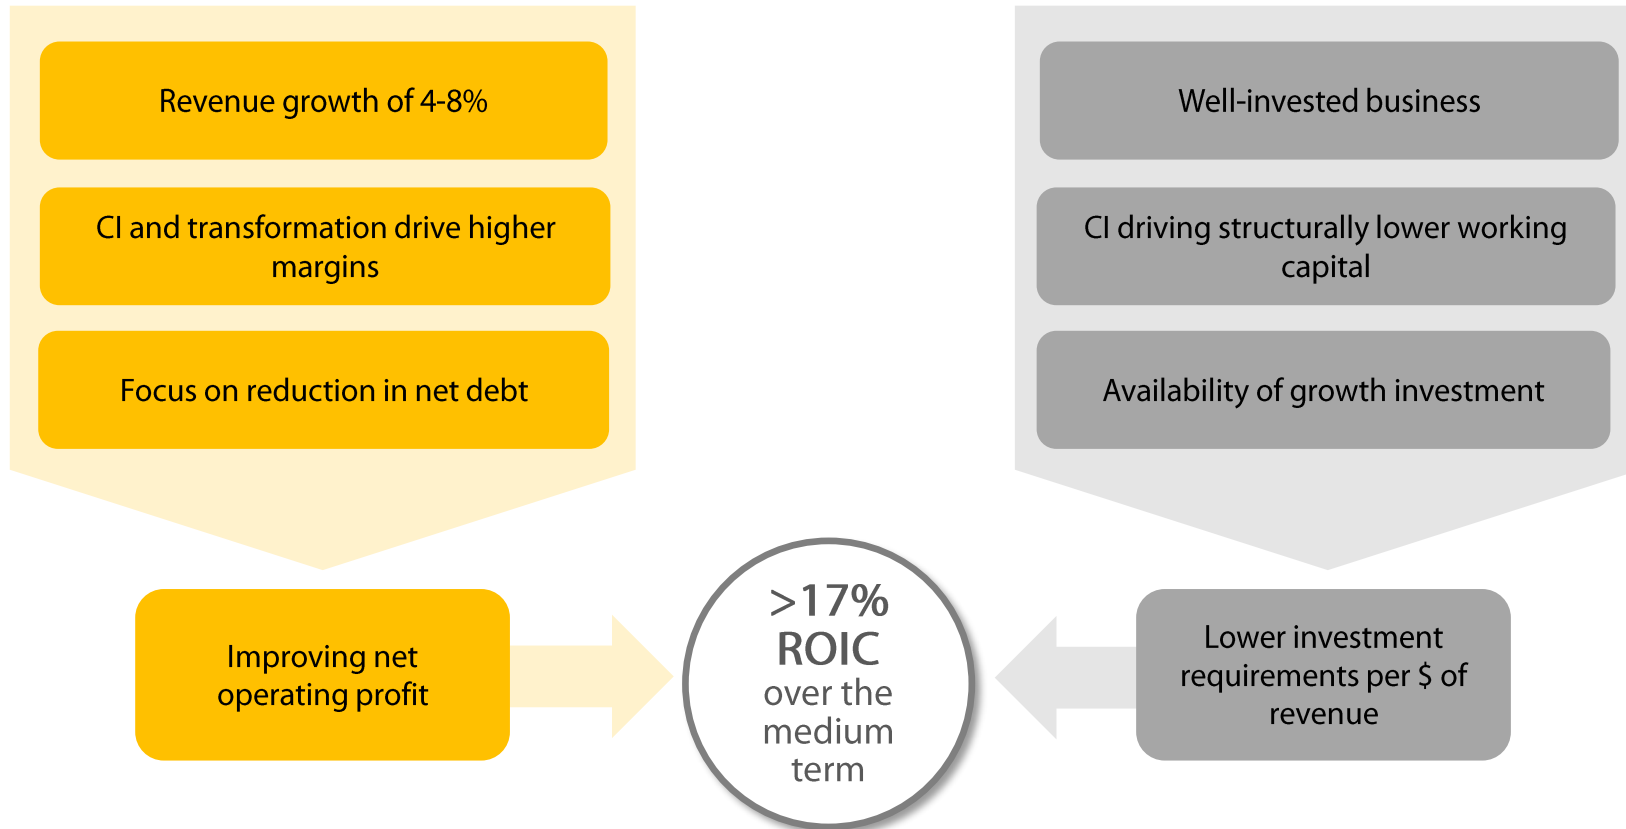 Revenue growth of 4-8%
CI and transformation drive higher
margins
Focus on reduction in net debt
Improving net
operating profit
>17%
ROIC
over the
medium
term
Well-invested business
CI driving structurally lower working
capital
Availability of growth investment
Lower investment
requirements per $ of
revenue